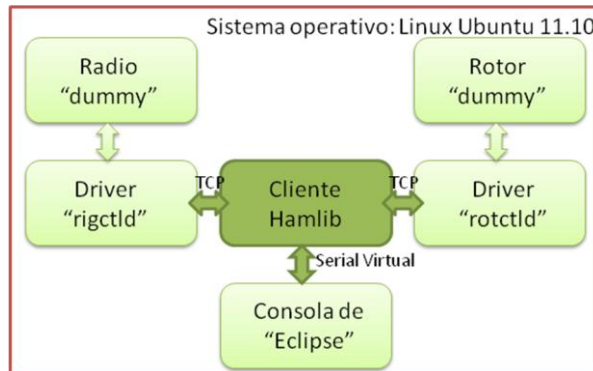 Sistema operativo: Linux Ubuntu 11.10
Radio
“dummy”
Rotor
“dummy”
Driver
“rigctld”
TCP
Cliente
Hamlib
TCP
Driver
“rotctld”
Serial Virtual
Consola de
“Eclipse”